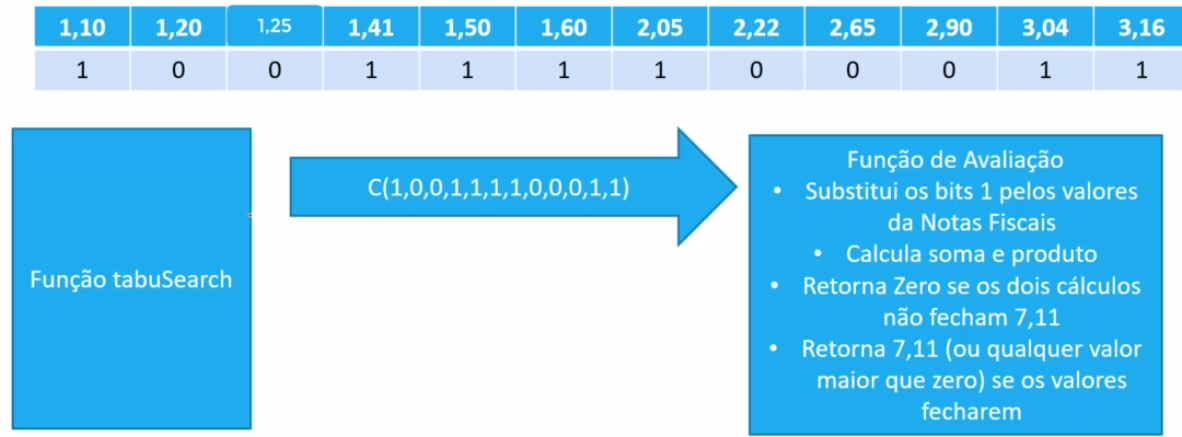 1,10 1,20 1,25 1,41 1,50 1,60 2,05 2,22 2,65 2,90 3,04 3,16
1 0 0 1 1 1 1 0 0 0 1 1
Função tabuSearch
C(1,0,0,1,1,1,1,0,0,0,1,1)
Função de Avaliação
• Substitui os bits 1 pelos valores
da Notas Fiscais
• Calcula soma e produto
• Retorna Zero se os dois cálculos
não fecham 7,11
• Retorna 7,11 (ou qualquer valor
maior que zero) se os valores
fecharem